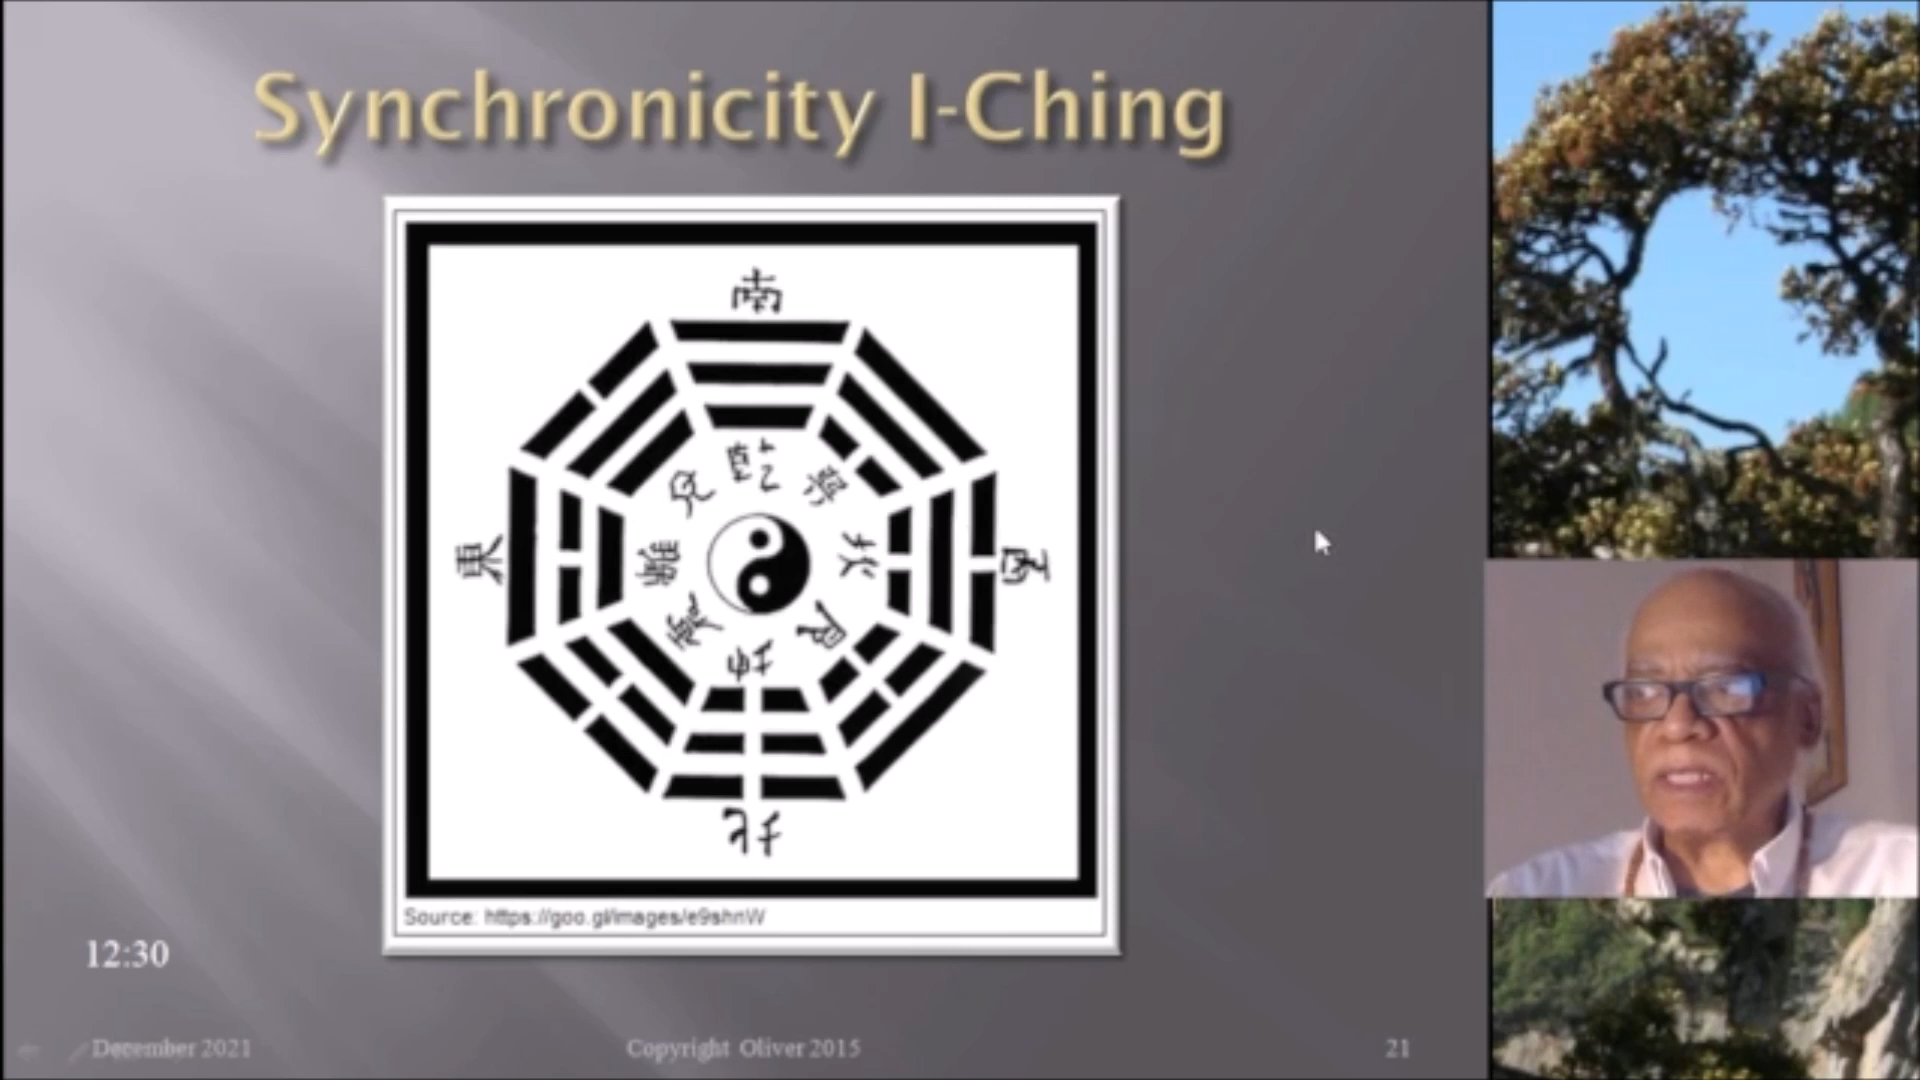 Synchronicity I-Ching
南
乾
兌
巽
東
離
坎
西
震
艮
坤
北
Source: https://goo.gl/images/e9shnW
12:30
December 2021
Copyright Oliver 2015
21